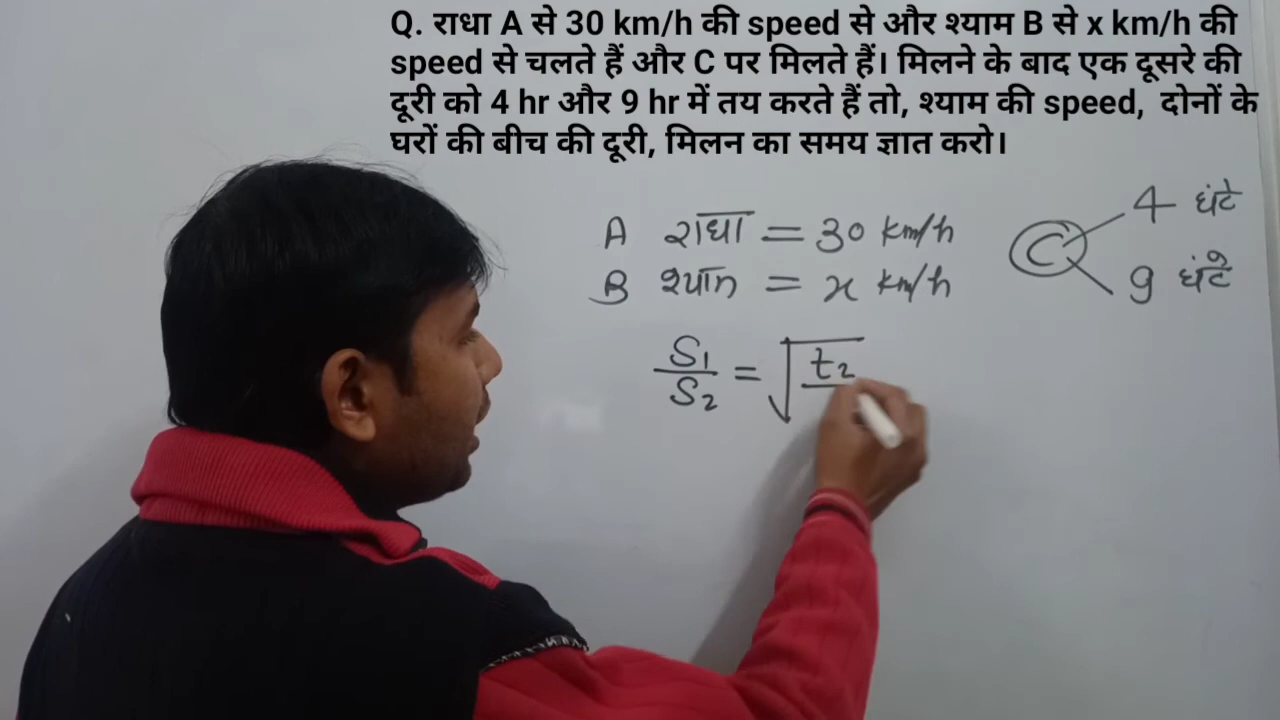 Q. राधा A से 30 km/h की speed से और श्याम B से x km/h की
speed से चलते हैं और C पर मिलते हैं। मिलने के बाद एक दूसरे की
दूरी को 4 hr और 9 hr में तय करते हैं तो, श्याम की speed, दोनों के
घरों की बीच की दूरी, मिलन का समय ज्ञात करो।
A राधा = 30 km/h
B श्याम = x km/h
C
4 घंटे
9 घंटे
S₁/S₂ = √t₂